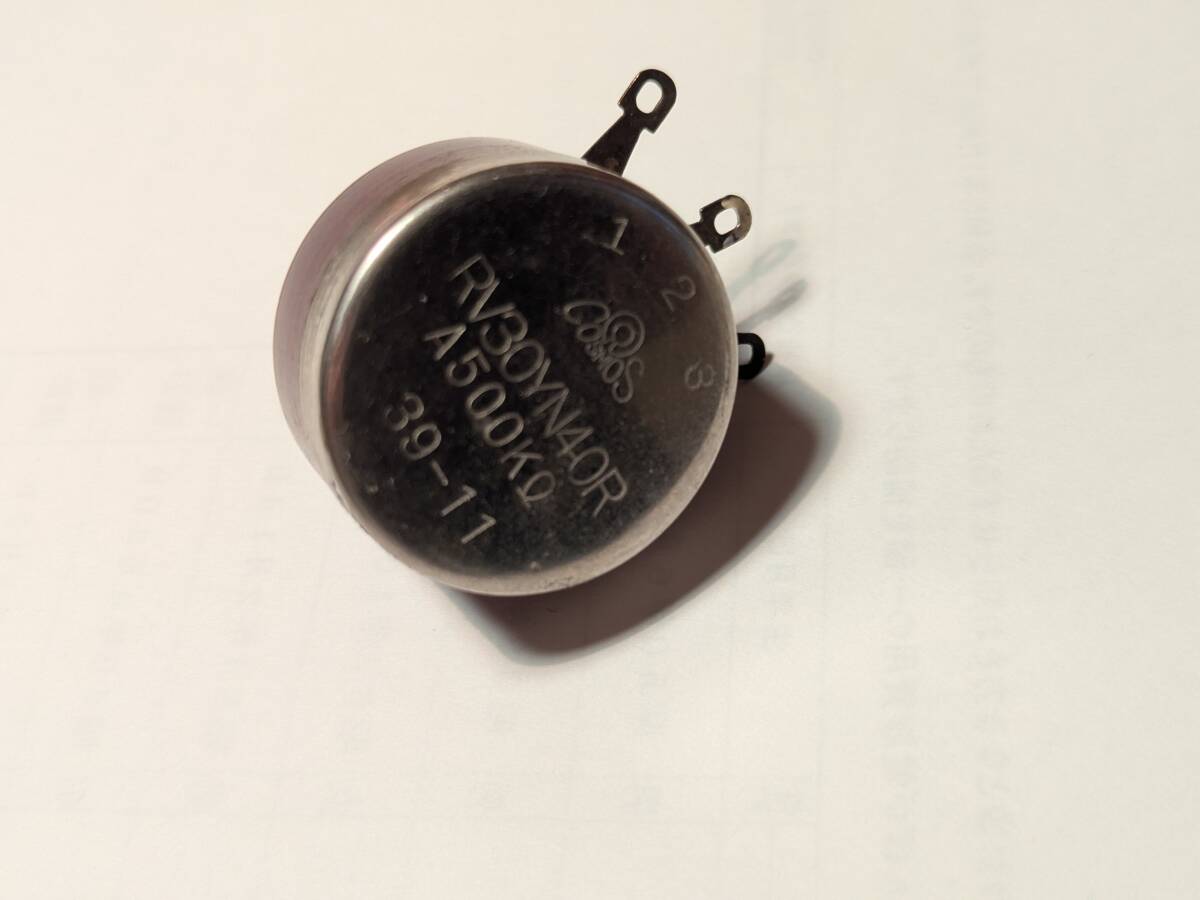 1
2
3
COSMOS
RV30YN40R
A500KΩ
39-11